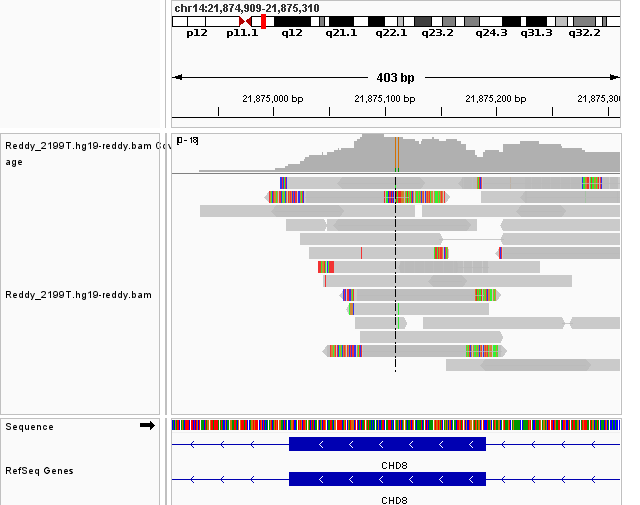 chr14:21,874,909-21,875,310
p12 p11.1 q12 q21.1 q22.1 q23.2 q24.3 q31.3 q32.2
403 bp
21,875,000 bp 21,875,100 bp 21,875,200 bp 21,875,30
Reddy_2199T.hg19-reddy.bam Cov
age
[0 - 18]
Reddy_2199T.hg19-reddy.bam
Sequence
CHD8
RefSeq Genes
CHD8